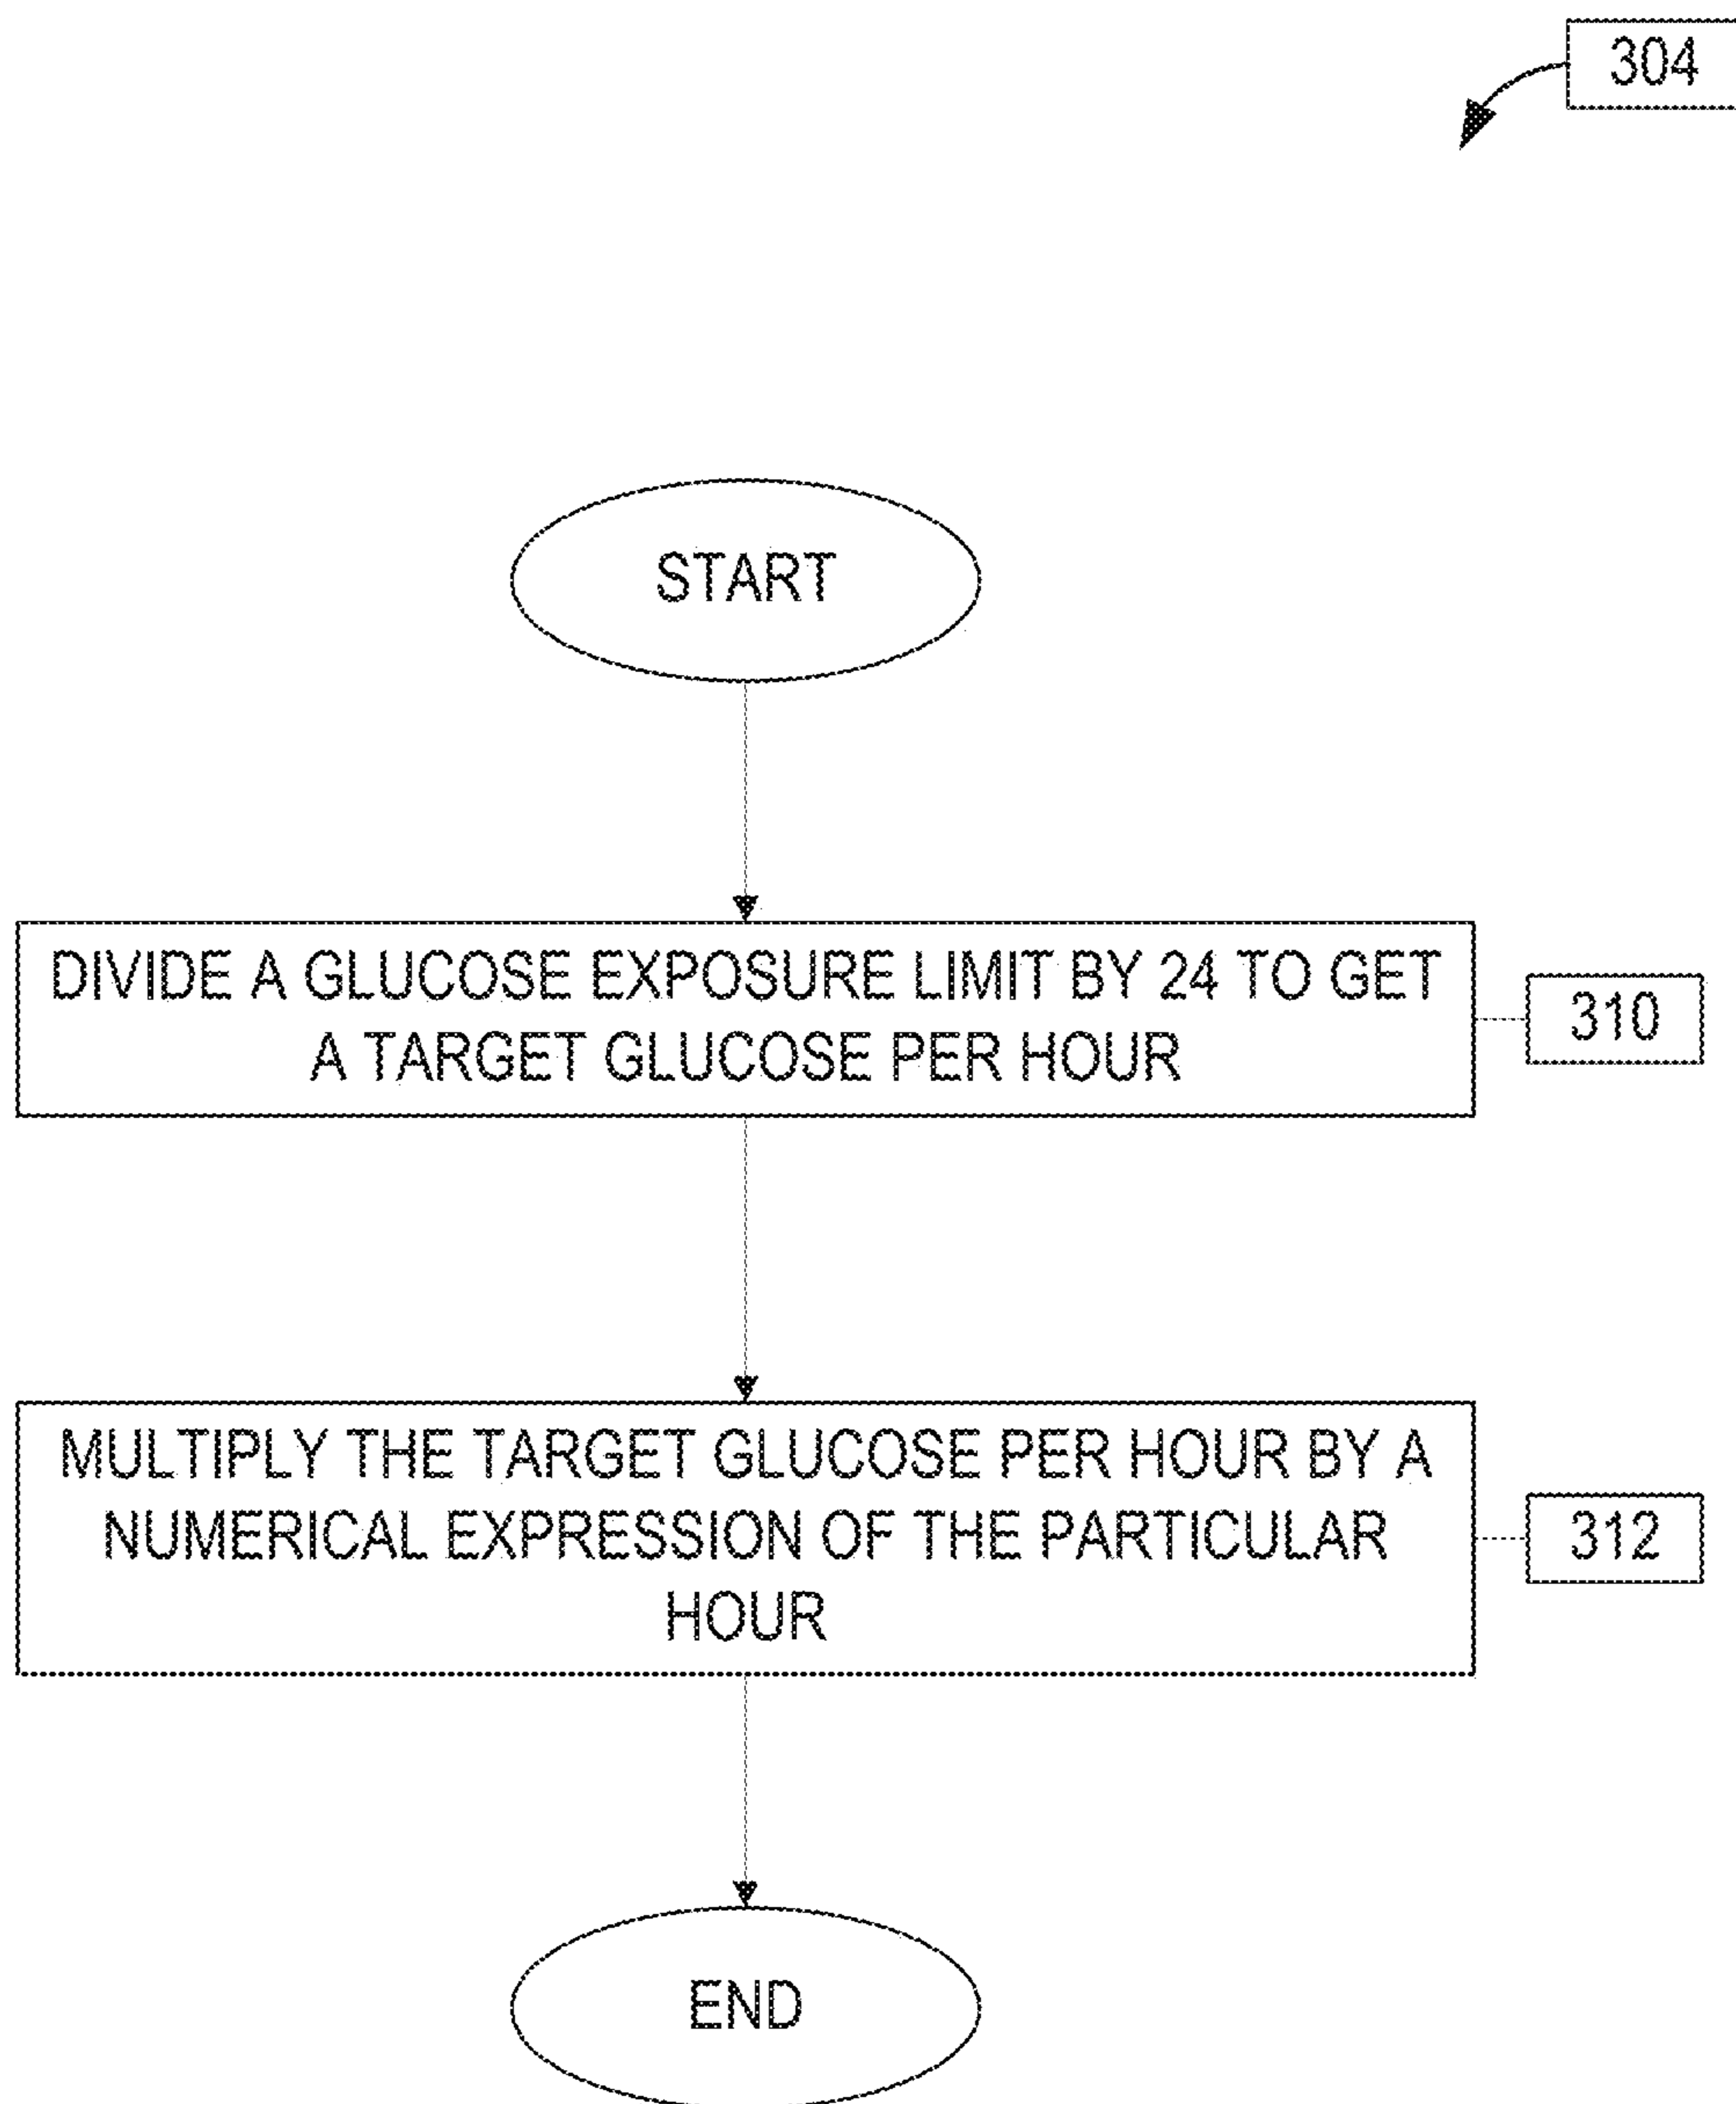 304
START
DIVIDE A GLUCOSE EXPOSURE LIMIT BY 24 TO GET
A TARGET GLUCOSE PER HOUR
310
MULTIPLY THE TARGET GLUCOSE PER HOUR BY A
NUMERICAL EXPRESSION OF THE PARTICULAR
HOUR
312
END